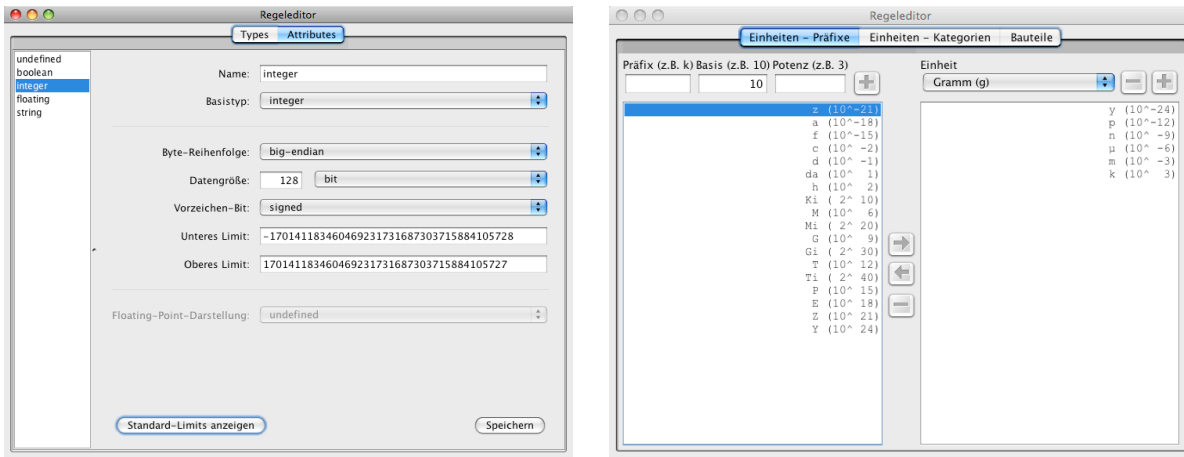 Regeleditor
Types Attributes
undefined
boolean
integer
floating
string
Name: integer
Basistyp: integer
Byte-Reihenfolge: big-endian
Datengröße: 128 bit
Vorzeichen-Bit: signed
Unteres Limit: -170141183460469231731687303715884105728
Oberes Limit: 170141183460469231731687303715884105727
Floating-Point-Darstellung: undefined
Standard-Limits anzeigen Speichern
Regeleditor
Einheiten - Präfixe Einheiten - Kategorien Bauteile
Präfix (z.B. k) Basis (z.B. 10) Potenz (z.B. 3)
10
z (10^-21)
a (10^-18)
f (10^-15)
c (10^ -2)
d (10^ -1)
da (10^ 1)
h (10^ 2)
Ki ( 2^ 10)
M (10^ 6)
Mi ( 2^ 20)
G (10^ 9)
Gi ( 2^ 30)
T (10^ 12)
Ti ( 2^ 40)
P (10^ 15)
E (10^ 18)
Z (10^ 21)
Y (10^ 24)
Einheit
Gramm (g)
y (10^-24)
p (10^-12)
n (10^ -9)
µ (10^ -6)
m (10^ -3)
k (10^ 3)